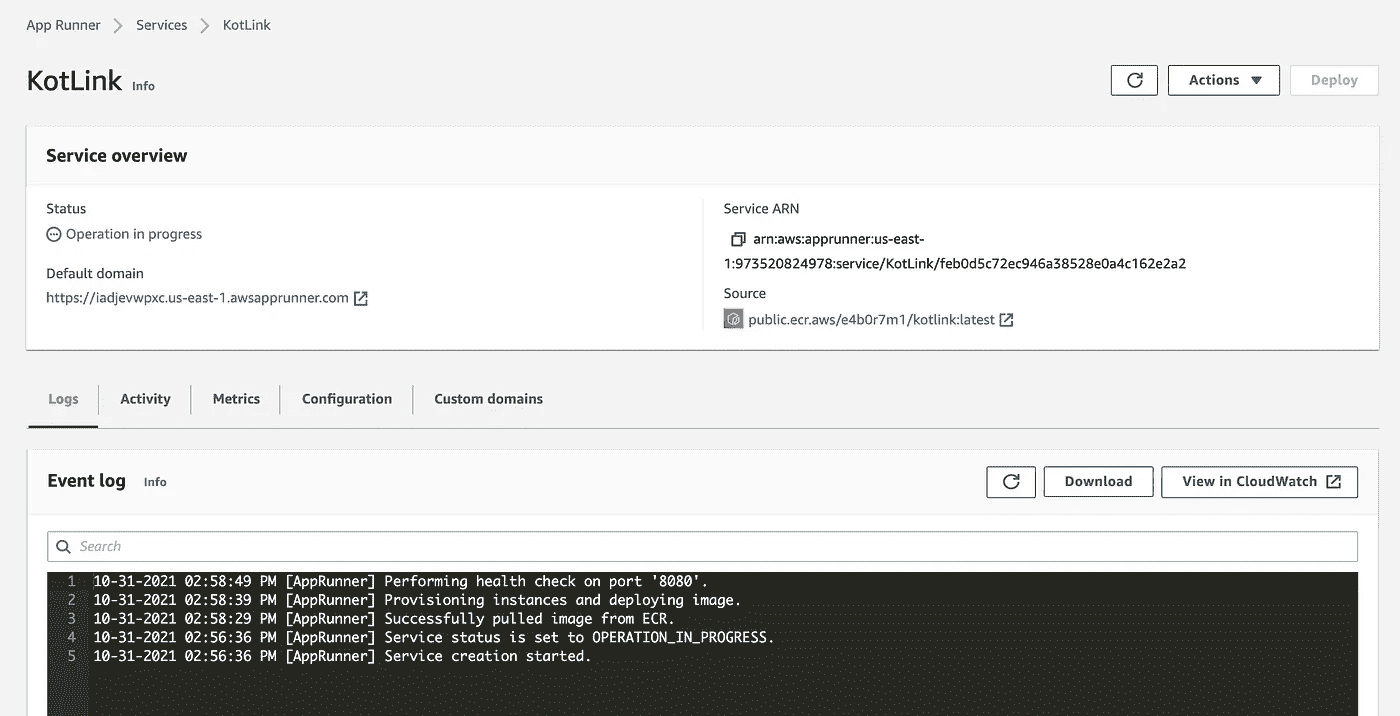 App Runner > Services > KotLink
KotLink Info
Actions ▼
Deploy
Service overview
Status
Operation in progress
Default domain
https://iadjevwpxc.us-east-1.awsapprunner.com
Service ARN
arn:aws:apprunner:us-east-
1:973520824978:service/KotLink/feb0d5c72ec946a38528e0a4c162e2a2
Source
public.ecr.aws/e4b0r7m1/kotlink:latest
Logs
Activity
Metrics
Configuration
Custom domains
Event log Info
Download
View in CloudWatch
Search
1 10-31-2021 02:58:49 PM [AppRunner] Performing health check on port '8080'.
2 10-31-2021 02:58:39 PM [AppRunner] Provisioning instances and deploying image.
3 10-31-2021 02:58:29 PM [AppRunner] Successfully pulled image from ECR.
4 10-31-2021 02:56:36 PM [AppRunner] Service status is set to OPERATION_IN_PROGRESS.
5 10-31-2021 02:56:36 PM [AppRunner] Service creation started.